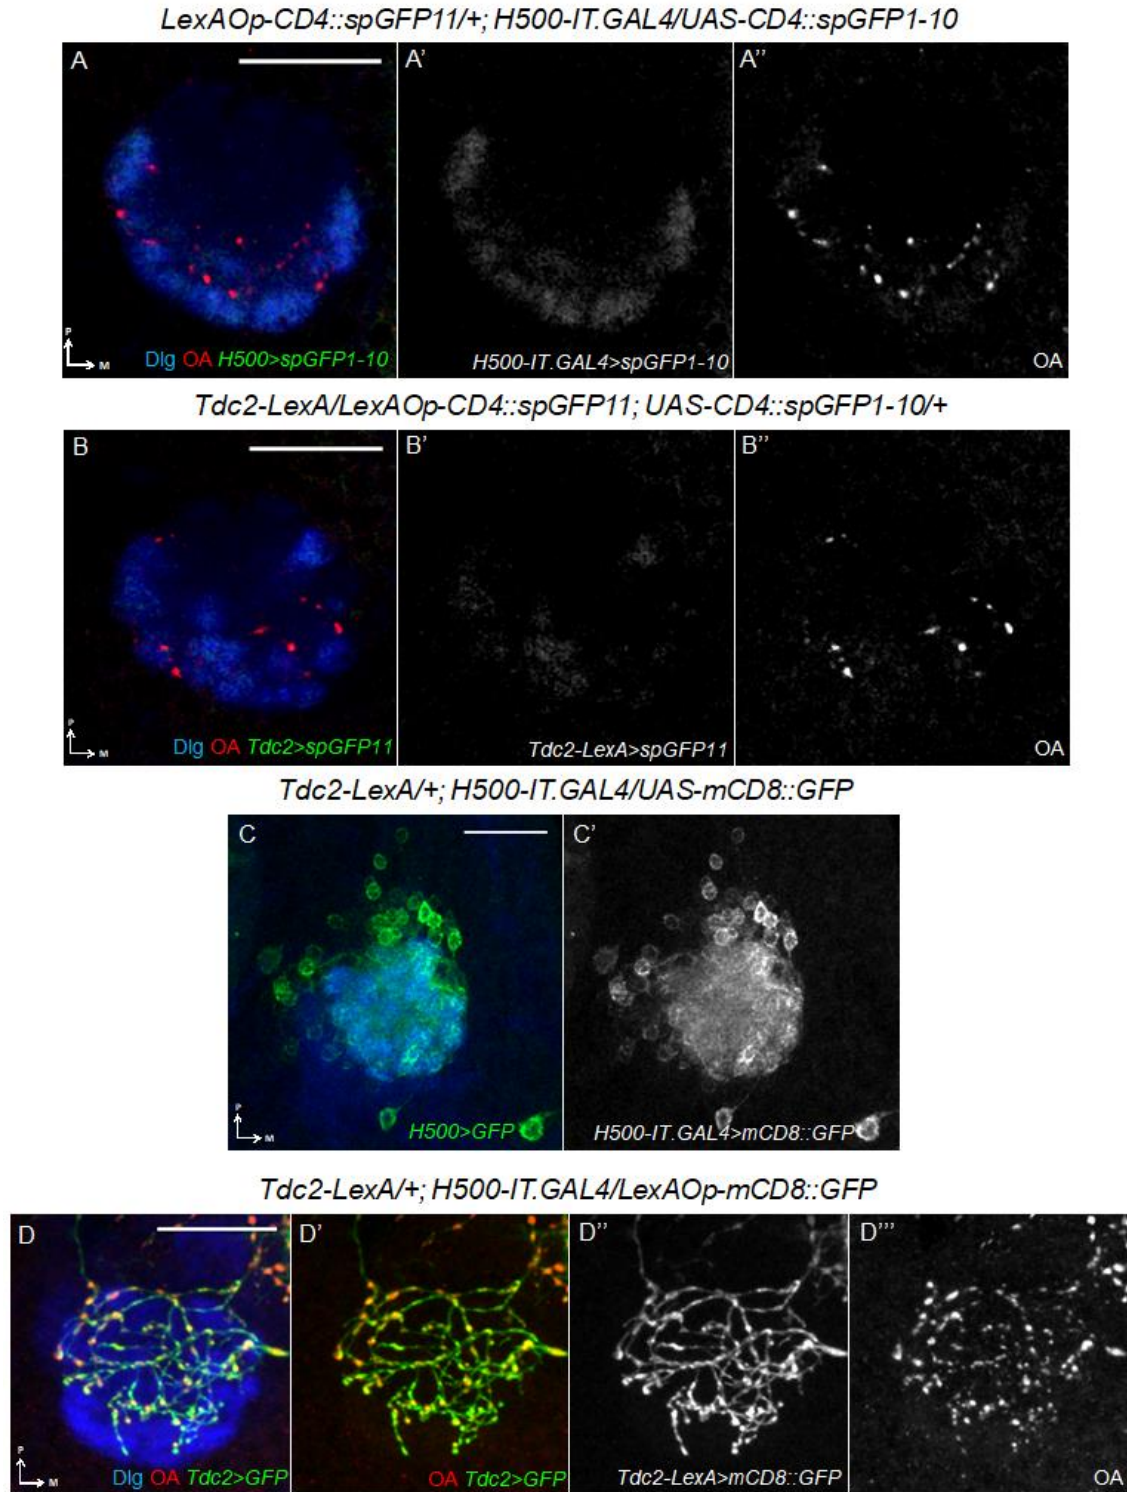 LexAOp-CD4::spGFP11/+; H500-IT.GAL4/UAS-CD4::spGFP1-10
A A' A''
P
M Dlg OA H500>spGFP1-10 H500-IT.GAL4>spGFP1-10 OA
Tdc2-LexA/LexAOp-CD4::spGFP11; UAS-CD4::spGFP1-10/+
B B' B''
P
M Dlg OA Tdc2>spGFP11 Tdc2-LexA>spGFP11 OA
Tdc2-LexA/+; H500-IT.GAL4/UAS-mCD8::GFP
C C'
P
M H500>GFP H500-IT.GAL4>mCD8::GFP
Tdc2-LexA/+; H500-IT.GAL4/LexAOp-mCD8::GFP
D D' D'' D'''
P
M Dlg OA Tdc2>GFP OA Tdc2>GFP Tdc2-LexA>mCD8::GFP OA